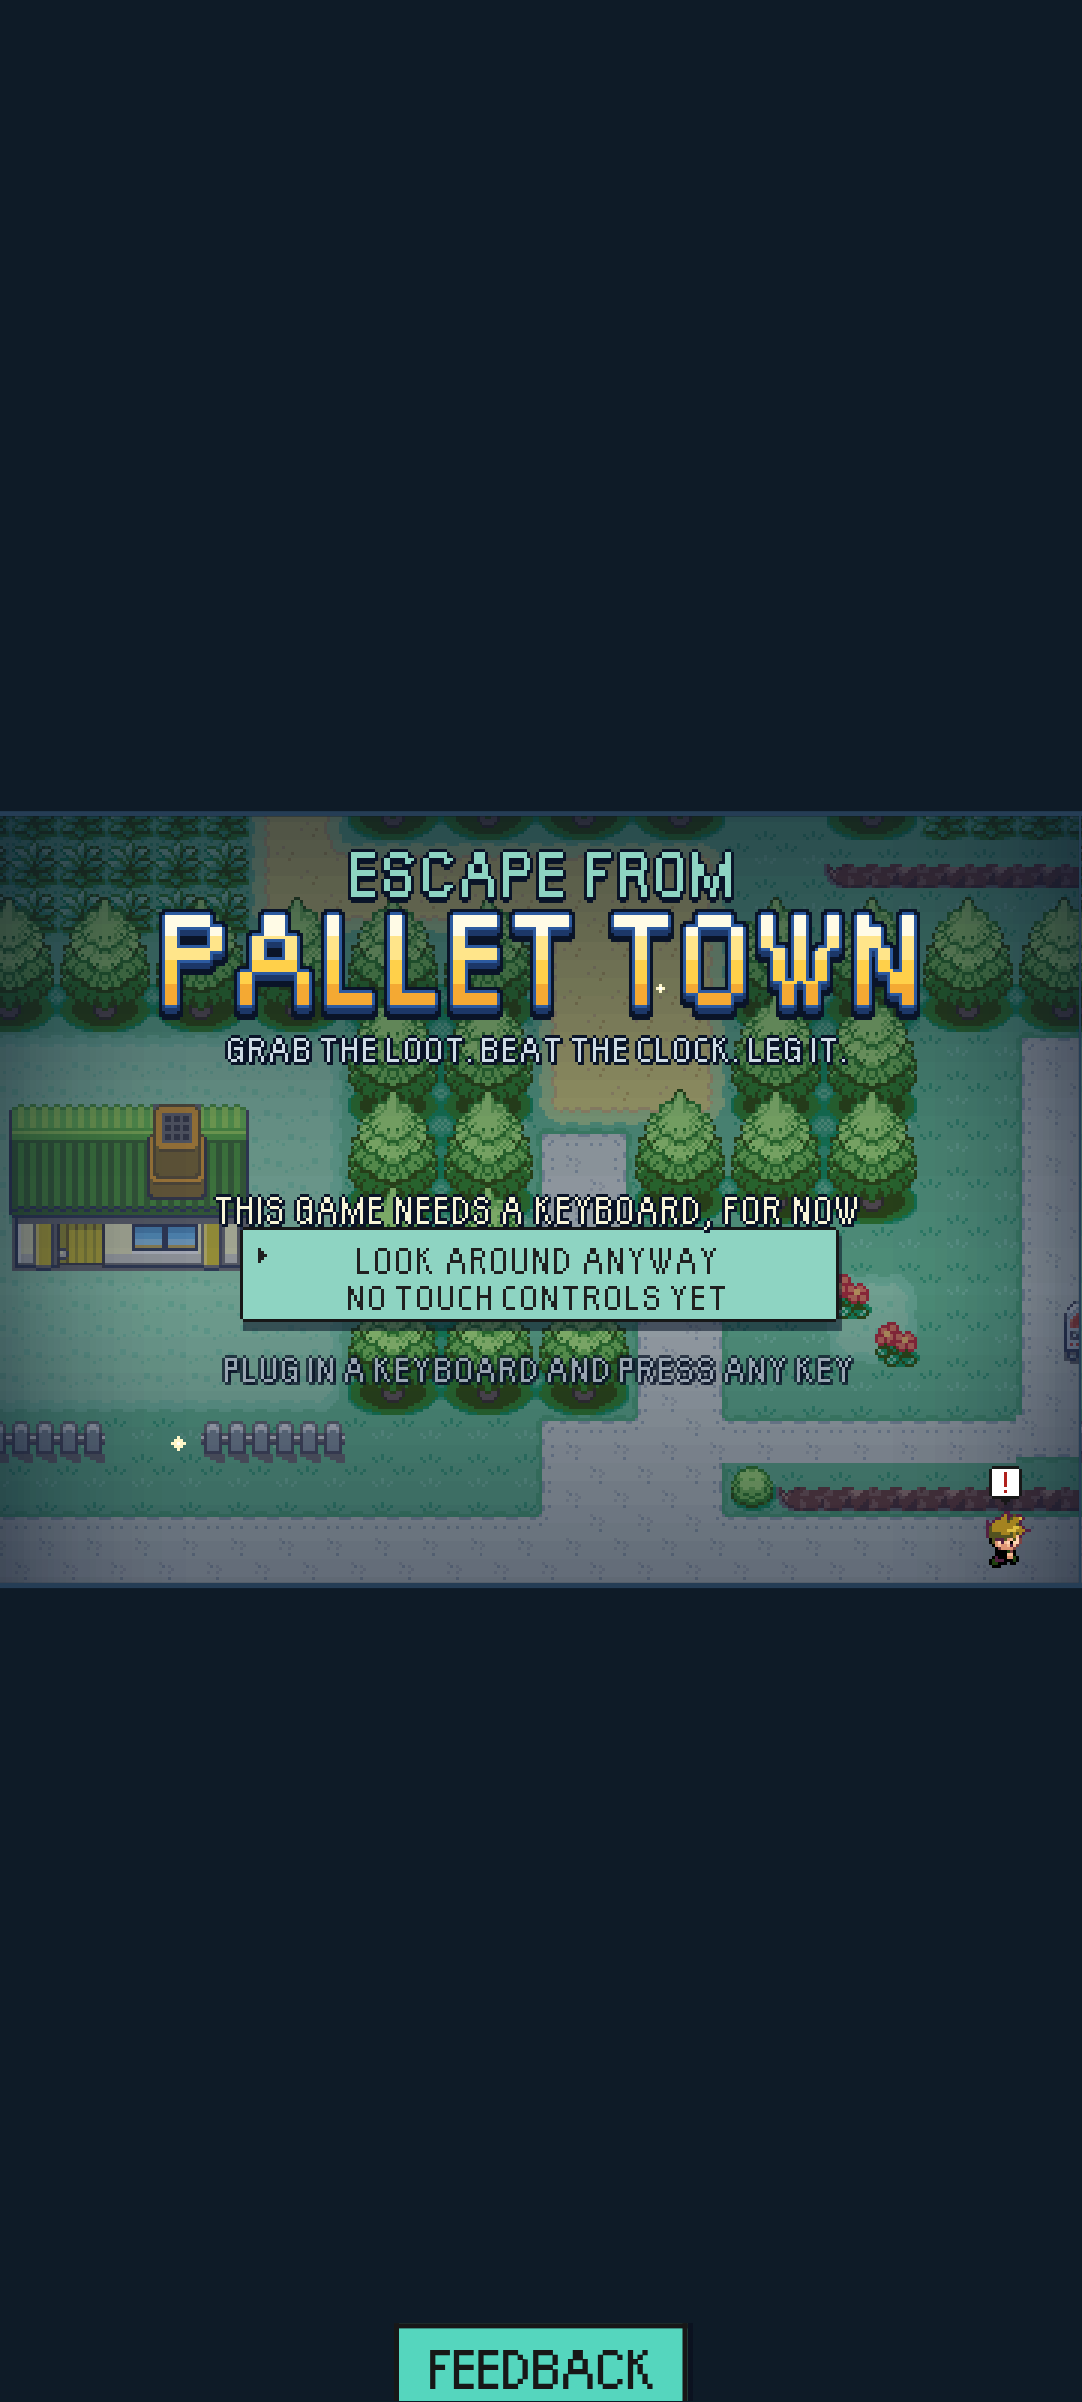 ESCAPE FROM
PALLET TOWN
GRAB THE LOOT. BEAT THE CLOCK. LEG IT.
THIS GAME NEEDS A KEYBOARD, FOR NOW
LOOK AROUND ANYWAY
NO TOUCH CONTROLS YET
PLUG IN A KEYBOARD AND PRESS ANY KEY
!
FEEDBACK